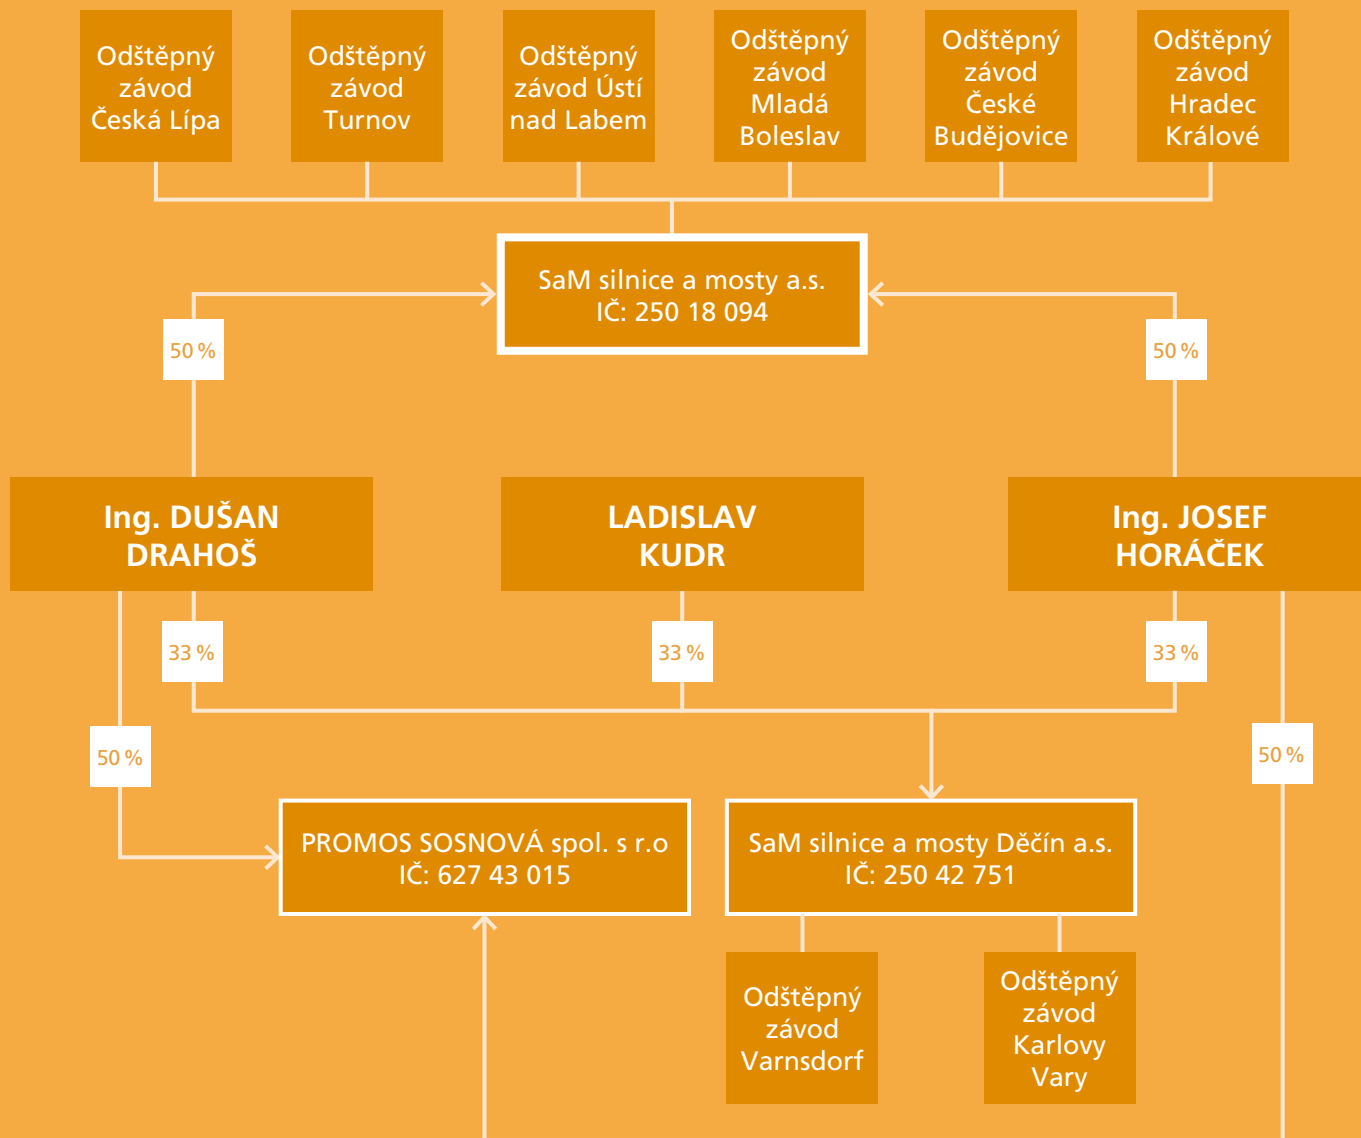 Odštěpný
závod
Česká Lípa
Odštěpný
závod
Turnov
Odštěpný
závod Ústí
nad Labem
Odštěpný
závod
Mladá
Boleslav
Odštěpný
závod
České
Budějovice
Odštěpný
závod
Hradec
Králové
SaM silnice a mosty a.s.
IČ: 250 18 094
50 %
50 %
Ing. DUŠAN
DRAHOŠ
LADISLAV
KUDR
Ing. JOSEF
HORÁČEK
33 %
33 %
33 %
50 %
50 %
PROMOS SOSNOVÁ spol. s r.o
IČ: 627 43 015
SaM silnice a mosty Děčín a.s.
IČ: 250 42 751
Odštěpný
závod
Varnsdorf
Odštěpný
závod
Karlovy
Vary